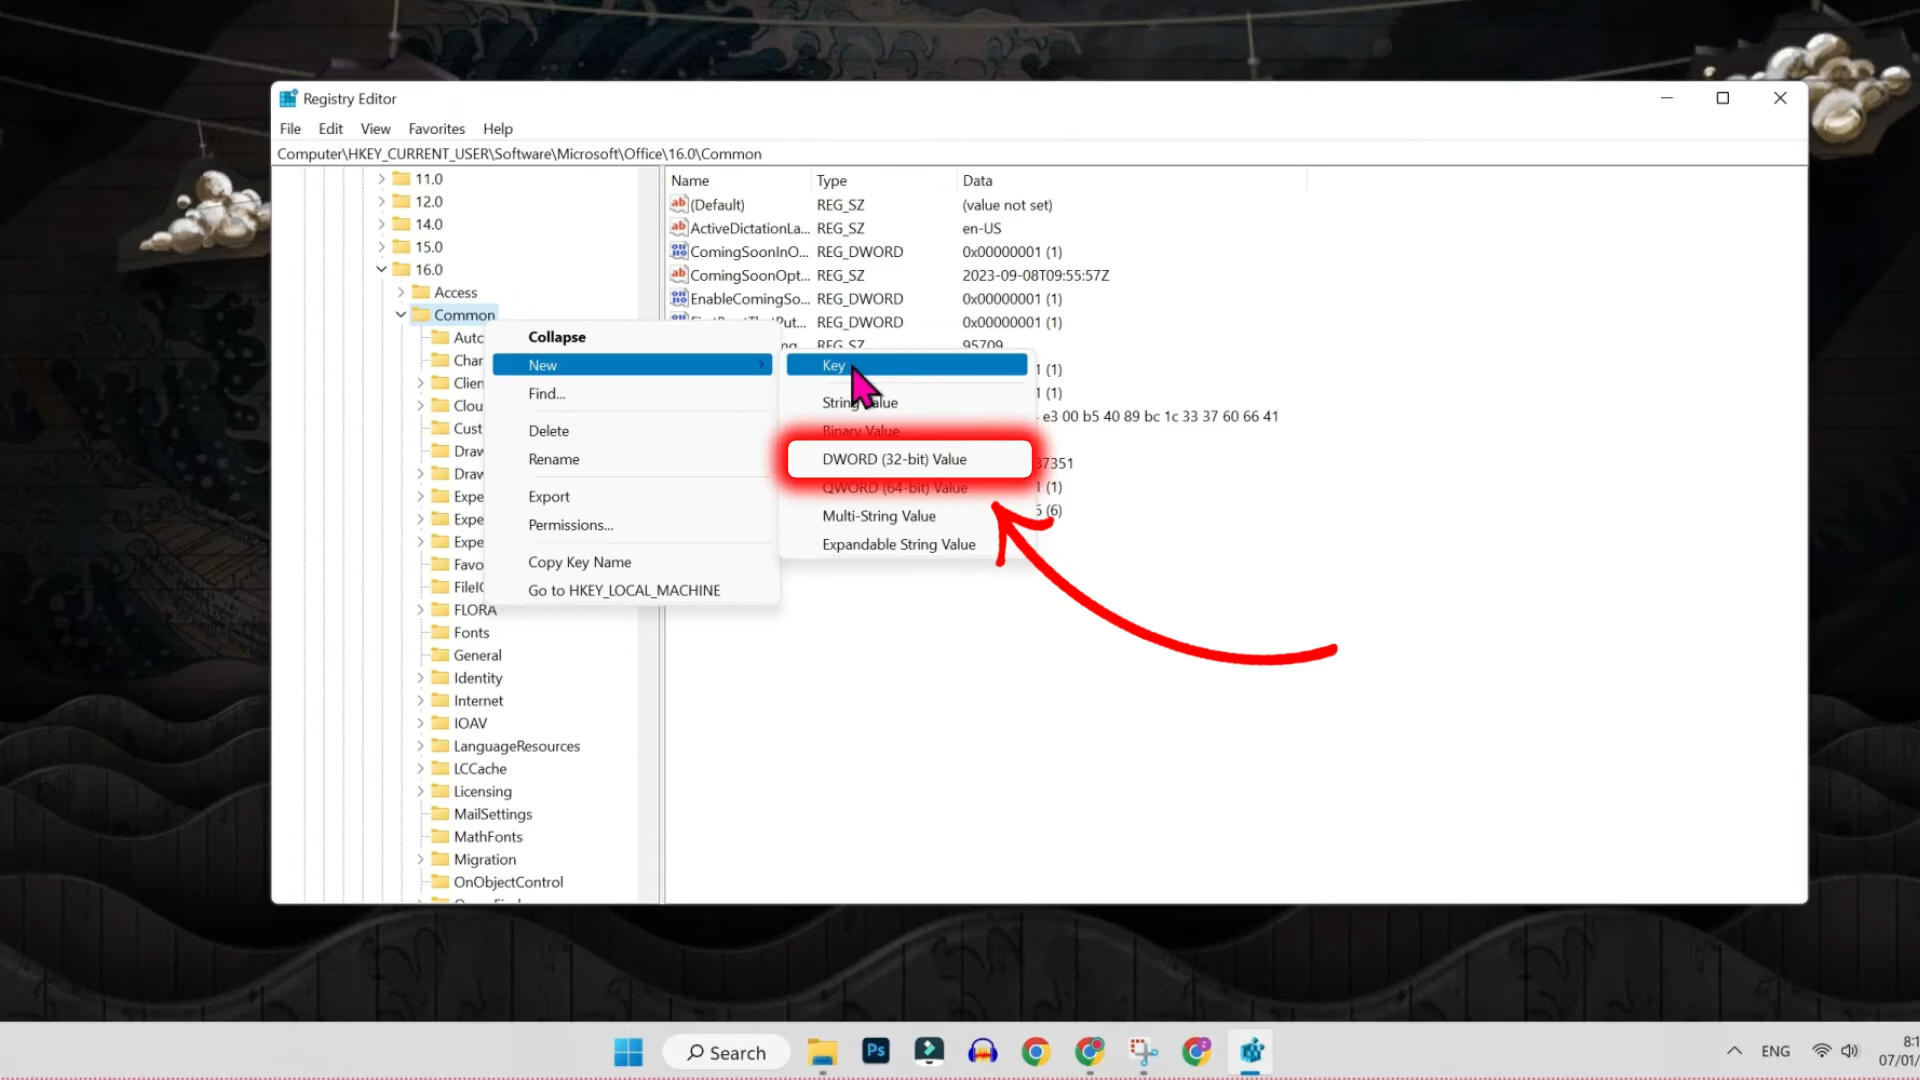 Registry Editor
File Edit View Favorites Help
Computer\HKEY_CURRENT_USER\Software\Microsoft\Office\16.0\Common
11.0
12.0
14.0
15.0
16.0
Access
Common
Autc
Char
Clien
Clou
Cust
Draw
Draw
Expe
Expe
Expe
Favo
FileIC
FLORA
Fonts
General
Identity
Internet
IOAV
LanguageResources
LCCache
Licensing
MailSettings
MathFonts
Migration
OnObjectControl
Name Type Data
(Default) REG_SZ (value not set)
ActiveDictationLa... REG_SZ en-US
ComingSoonInO... REG_DWORD 0x00000001 (1)
ComingSoonOpt... REG_SZ 2023-09-08T09:55:57Z
EnableComingSo... REG_DWORD 0x00000001 (1)
REG_DWORD 0x00000001 (1)
REG_SZ 95709
1 (1)
1 (1)
e3 00 b5 40 89 bc 1c 33 37 60 66 41
37351
1 (1)
5 (6)
Collapse
New
Find...
Delete
Rename
Export
Permissions...
Copy Key Name
Go to HKEY_LOCAL_MACHINE
Key
String Value
Binary Value
DWORD (32-bit) Value
QWORD (64-bit) Value
Multi-String Value
Expandable String Value
Search
Ps
ENG
8:1
07/01/